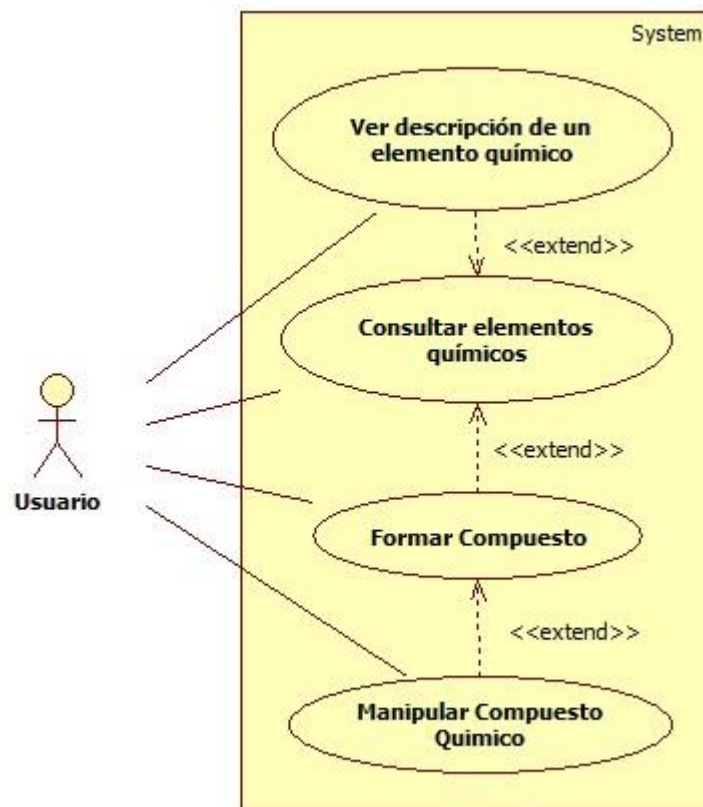 System
Ver descripción de un
elemento químico
<<extend>>
Consultar elementos
químicos
<<extend>>
Usuario
Formar Compuesto
<<extend>>
Manipular Compuesto
Quimico